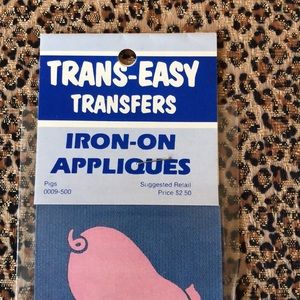 TRANS-EASY
TRANSFERS
IRON-ON
APPLIQUES
Pigs
0009-500
Suggested Retail
Price $2.50